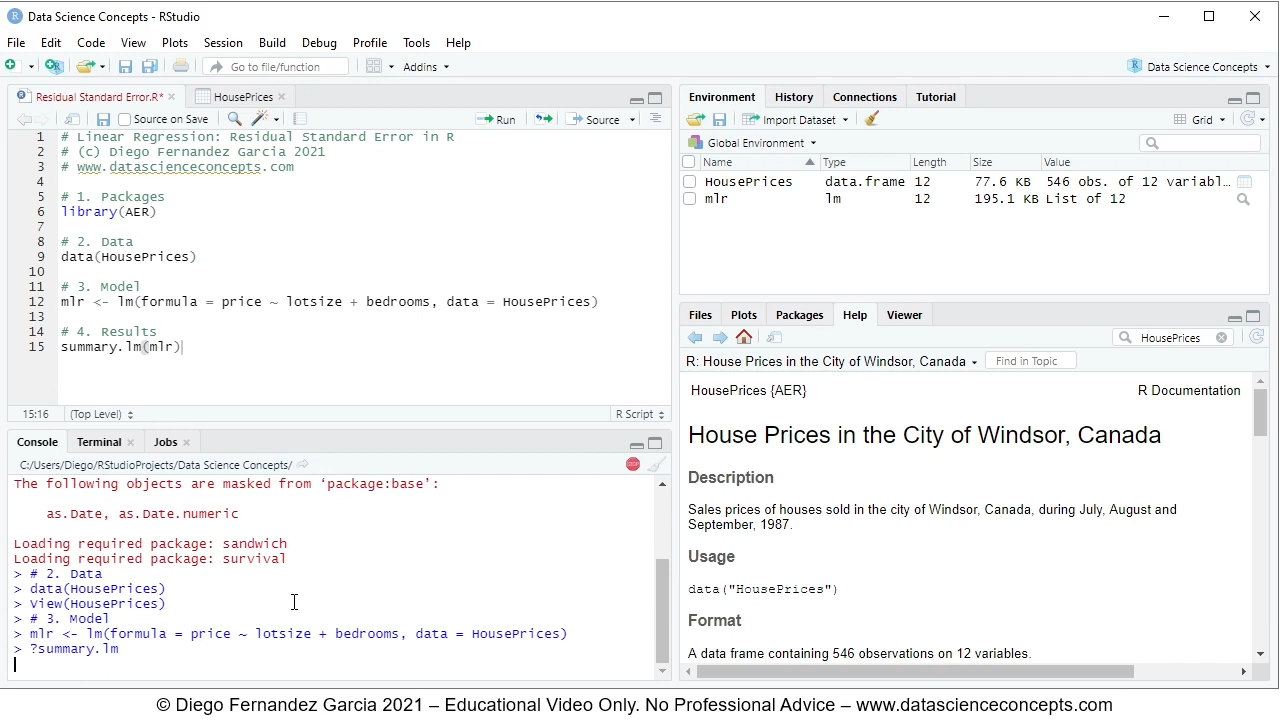 Data Science Concepts - RStudio
File Edit Code View Plots Session Build Debug Profile Tools Help
Go to file/function Addins Data Science Concepts
Residual Standard Error.R* HousePrices
Source on Save Run Source
1 # Linear Regression: Residual Standard Error in R
2 # (c) Diego Fernandez Garcia 2021
3 # www.datascienceconcepts.com
4
5 # 1. Packages
6 library(AER)
7
8 # 2. Data
9 data(HousePrices)
10
11 # 3. Model
12 mlr <- lm(formula = price ~ lotsize + bedrooms, data = HousePrices)
13
14 # 4. Results
15 summary.lm(mlr)
15:16 (Top Level) R Script
Console Terminal Jobs
C:/Users/Diego/RStudioProjects/Data Science Concepts/
STOP
The following objects are masked from ‘package:base’:
as.Date, as.Date.numeric
Loading required package: sandwich
Loading required package: survival
> # 2. Data
> data(HousePrices)
> View(HousePrices)
> # 3. Model
> mlr <- lm(formula = price ~ lotsize + bedrooms, data = HousePrices)
> ?summary.lm
Environment History Connections Tutorial
Import Dataset Grid
Global Environment
Name Type Length Size Value
HousePrices data.frame 12 77.6 KB 546 obs. of 12 variabl…
mlr lm 12 195.1 KB List of 12
Files Plots Packages Help Viewer
HousePrices
R: House Prices in the City of Windsor, Canada Find in Topic
HousePrices {AER} R Documentation
House Prices in the City of Windsor, Canada
Description
Sales prices of houses sold in the city of Windsor, Canada, during July, August and
September, 1987.
Usage
data("HousePrices")
Format
A data frame containing 546 observations on 12 variables.
© Diego Fernandez Garcia 2021 – Educational Video Only. No Professional Advice – www.datascienceconcepts.com